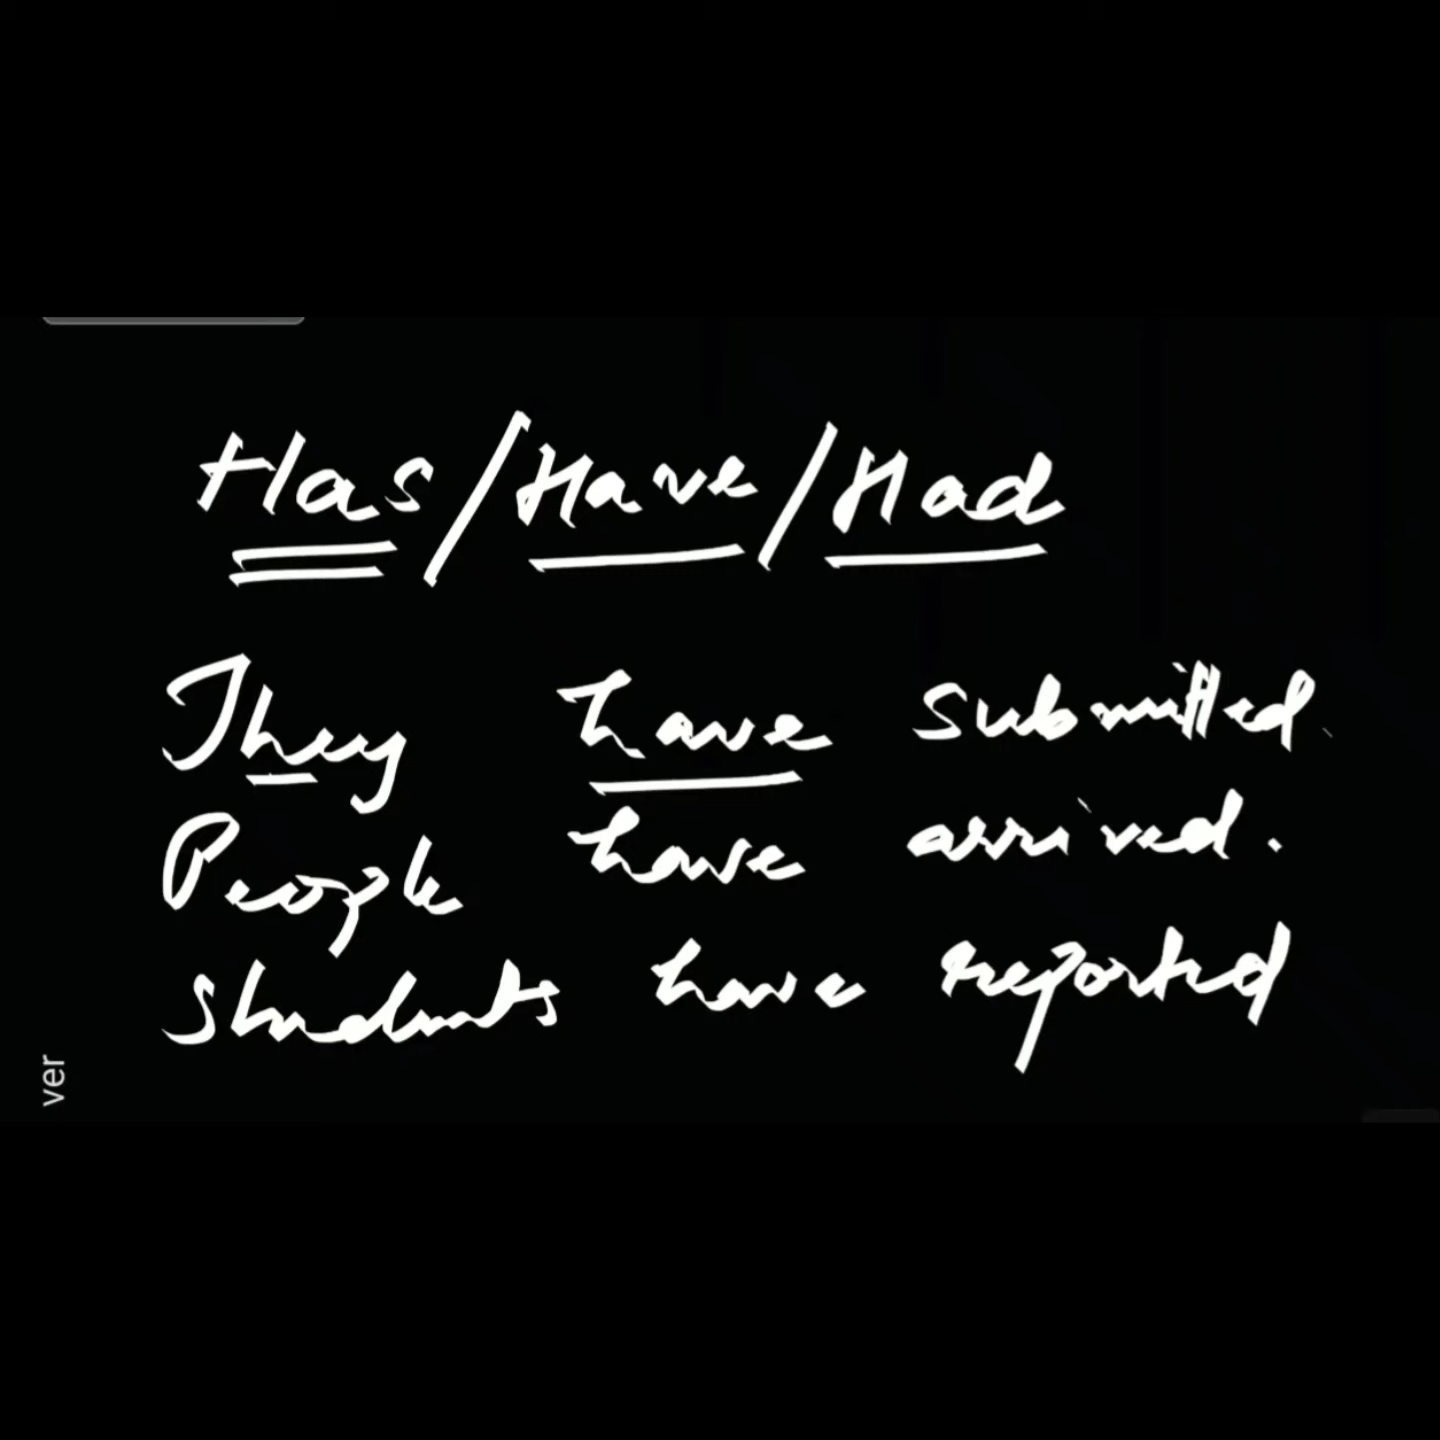 Has/Have/Had
They have submitted.
People have arrived.
Students have reported
ver